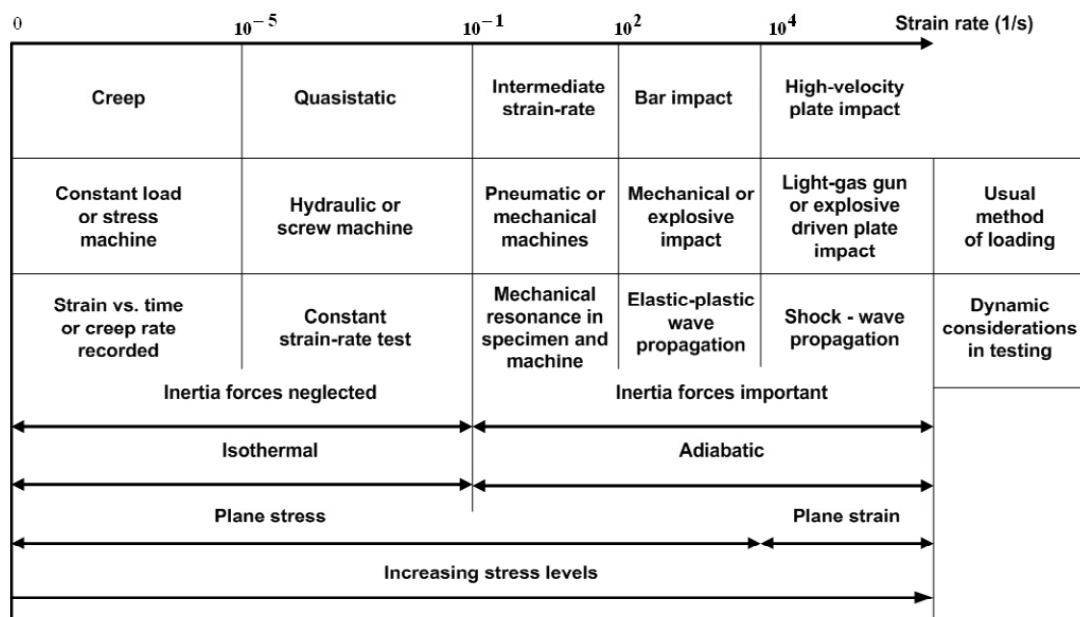 0 10⁻⁵ 10⁻¹ 10² 10⁴ Strain rate (1/s)
Creep
Quasistatic
Intermediate
strain-rate
Bar impact
High-velocity
plate impact
Constant load
or stress
machine
Hydraulic or
screw machine
Pneumatic or
mechanical
machines
Mechanical or
explosive
impact
Light-gas gun
or explosive
driven plate
impact
Usual
method
of loading
Strain vs. time
or creep rate
recorded
Constant
strain-rate test
Mechanical
resonance in
specimen and
machine
Elastic-plastic
wave
propagation
Shock - wave
propagation
Dynamic
considerations
in testing
Inertia forces neglected
Inertia forces important
Isothermal
Adiabatic
Plane stress
Plane strain
Increasing stress levels